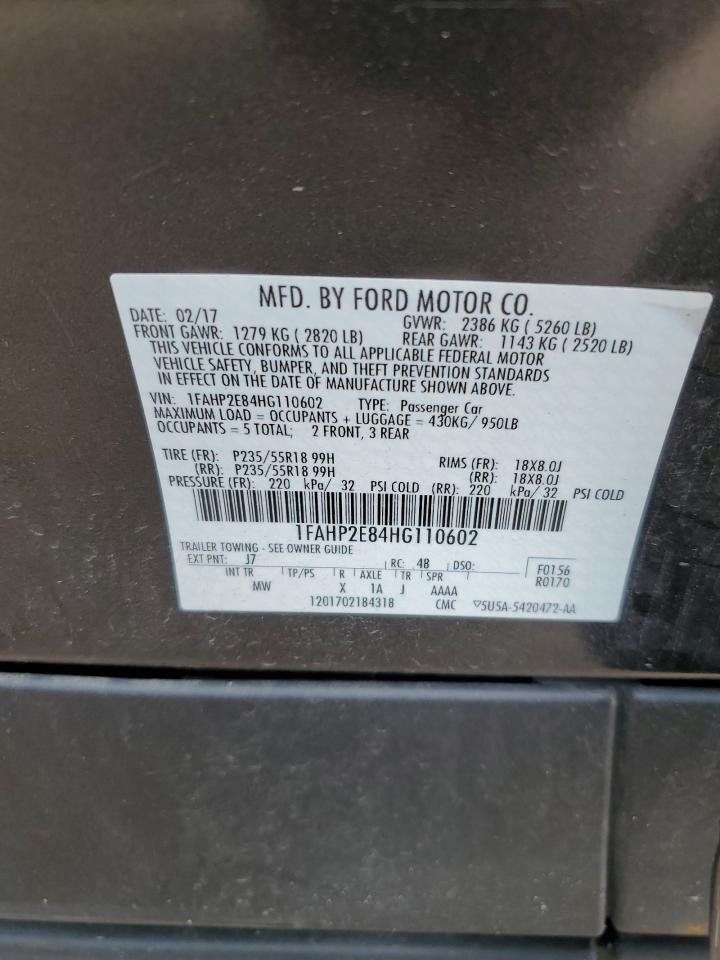 MFD. BY FORD MOTOR CO.
DATE: 02/17 GVWR: 2386 KG ( 5260 LB)
FRONT GAWR: 1279 KG ( 2820 LB) REAR GAWR: 1143 KG ( 2520 LB)
THIS VEHICLE CONFORMS TO ALL APPLICABLE FEDERAL MOTOR
VEHICLE SAFETY, BUMPER, AND THEFT PREVENTION STANDARDS
IN EFFECT ON THE DATE OF MANUFACTURE SHOWN ABOVE.
VIN: 1FAHP2E84HG110602 TYPE: Passenger Car
MAXIMUM LOAD = OCCUPANTS + LUGGAGE = 430KG/ 950LB
OCCUPANTS = 5 TOTAL; 2 FRONT, 3 REAR
TIRE (FR): P235/55R18 99H RIMS (FR): 18X8.0J
(RR): P235/55R18 99H (RR): 18X8.0J
PRESSURE (FR): 220 kPa/ 32 PSI COLD (RR): 220 kPa/ 32 PSI COLD
1FAHP2E84HG110602
TRAILER TOWING - SEE OWNER GUIDE
EXT PNT: J7 RC: 48 DSO: F0156
INT TR TP/PS R AXLE TR SPR R0170
MW X 1A J AAAA
1201702184318 CMC ▽5U5A-5420472-AA